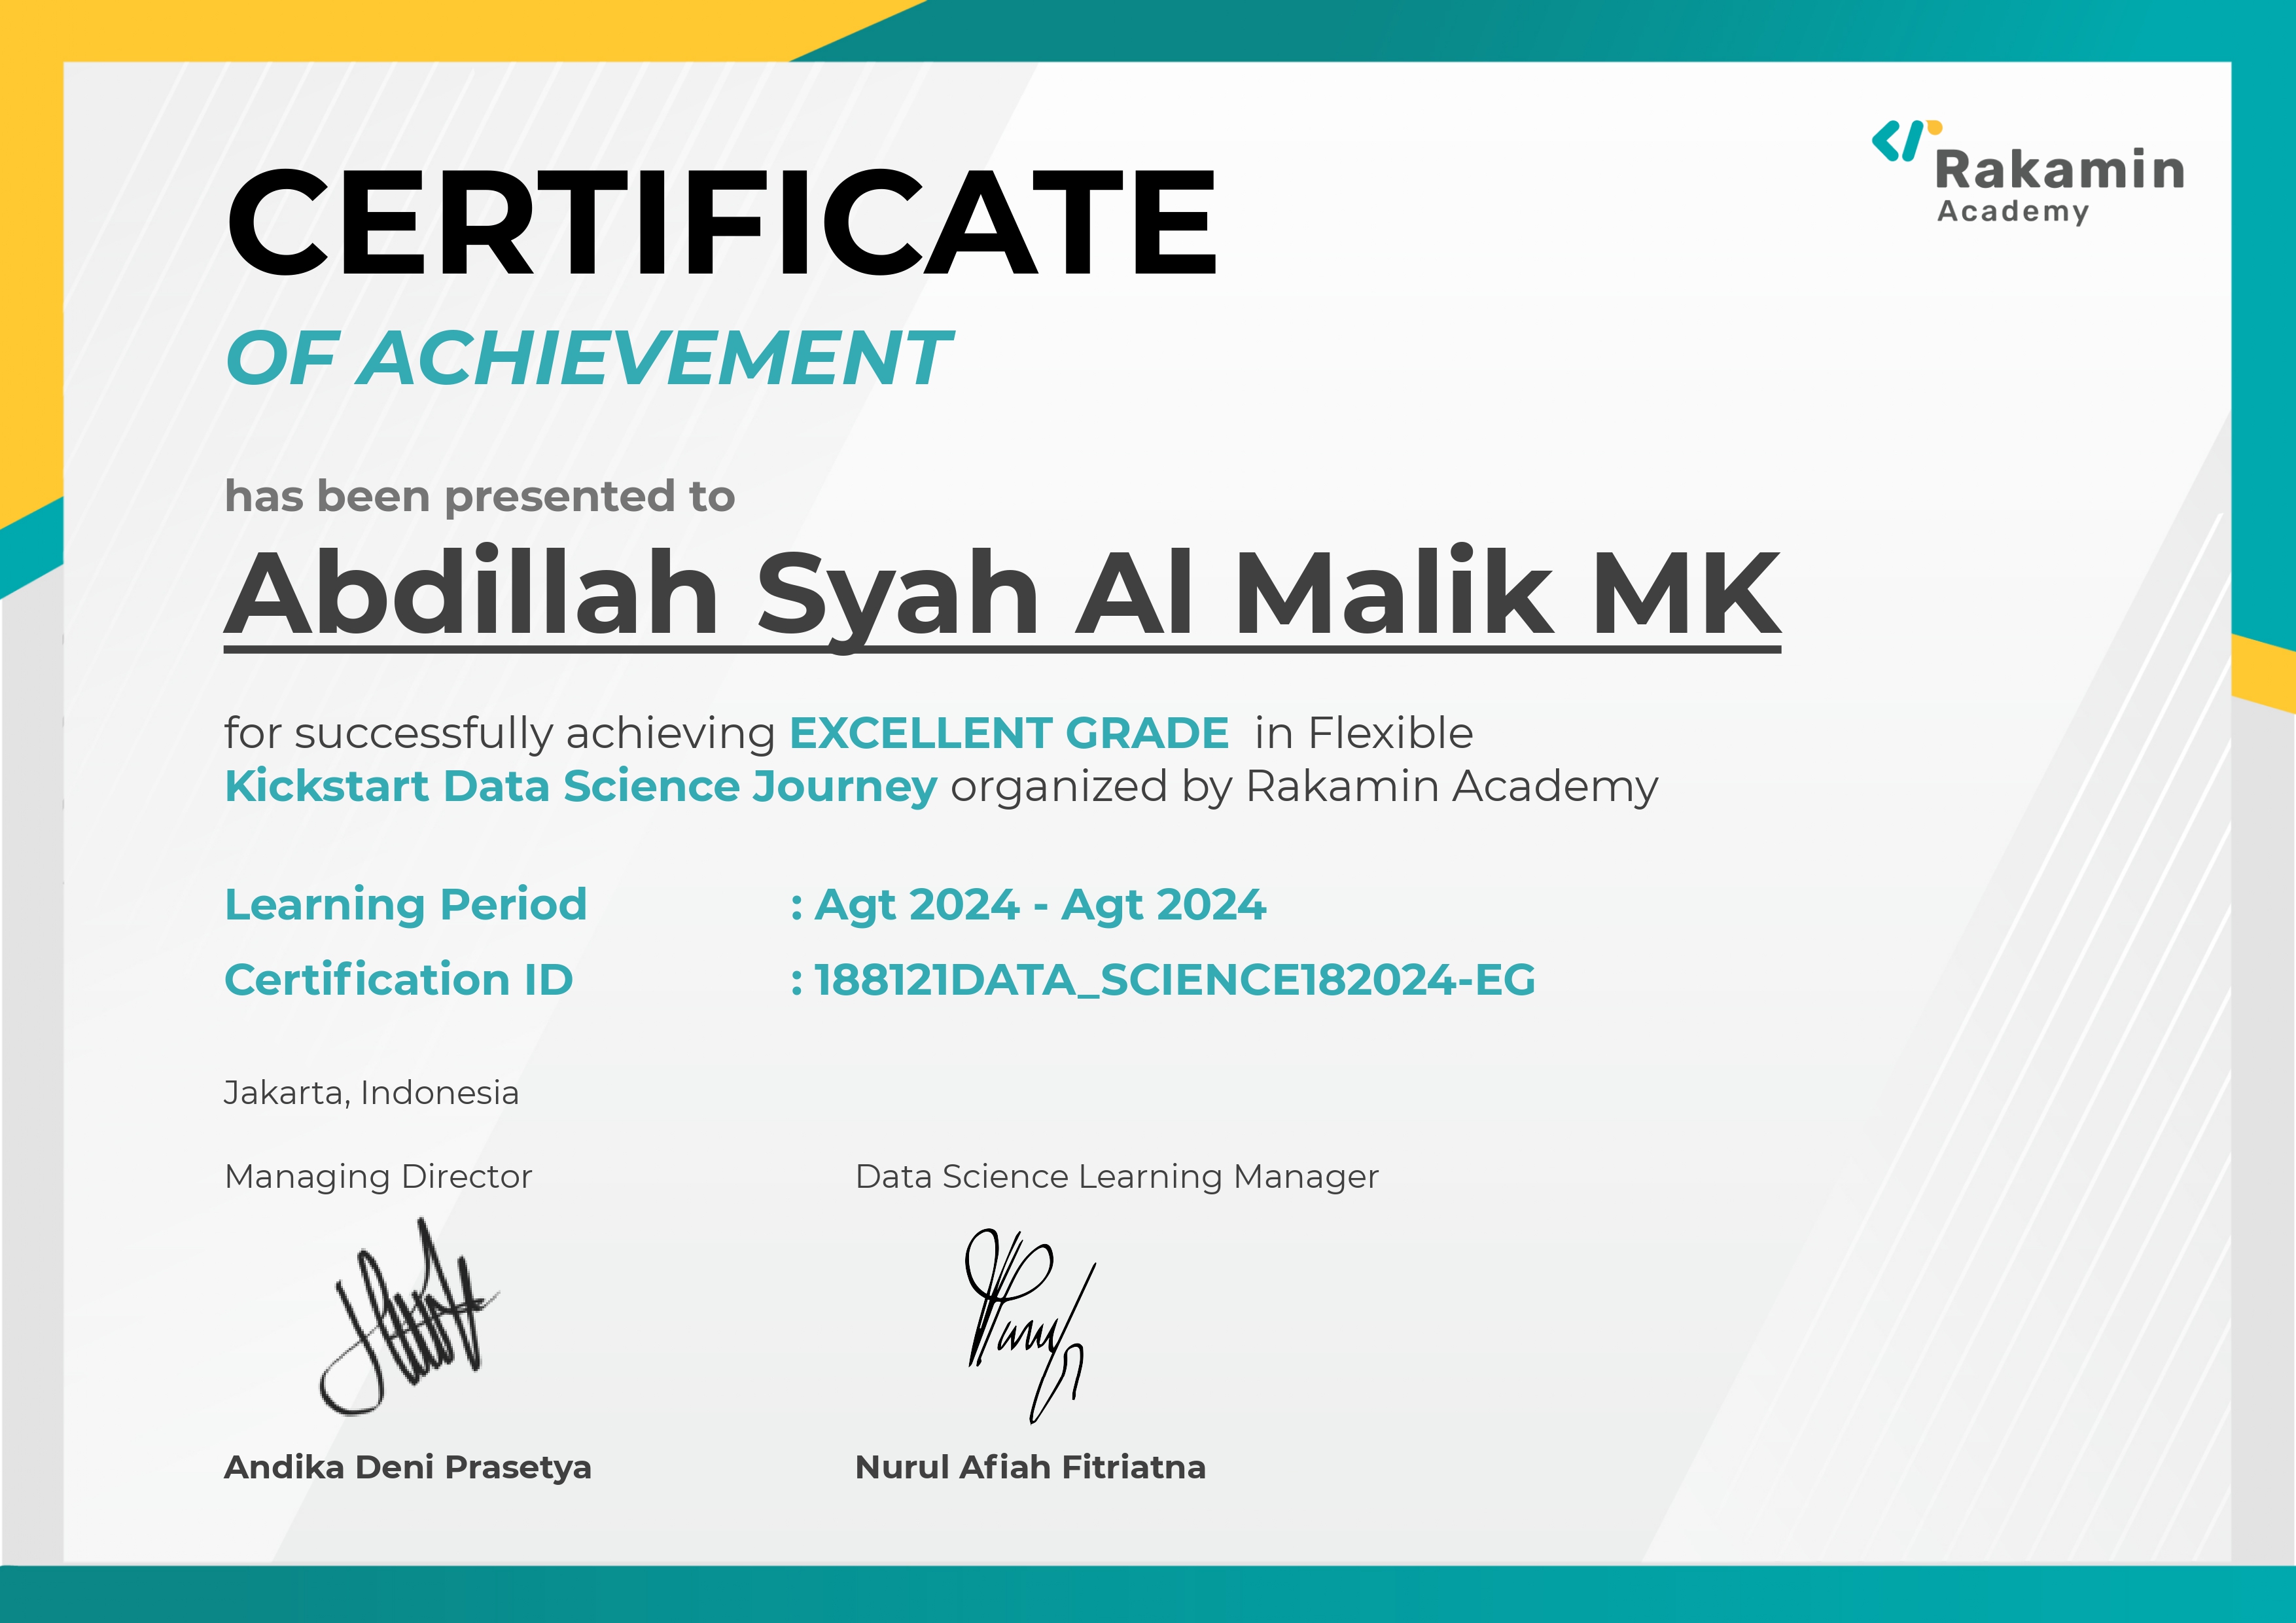 Rakamin
Academy
CERTIFICATE
OF ACHIEVEMENT
has been presented to
Abdillah Syah Al Malik MK
for successfully achieving EXCELLENT GRADE in Flexible
Kickstart Data Science Journey organized by Rakamin Academy
Learning Period : Agt 2024 - Agt 2024
Certification ID : 188121DATA_SCIENCE182024-EG
Jakarta, Indonesia
Managing Director Data Science Learning Manager
Andika Deni Prasetya Nurul Afiah Fitriatna